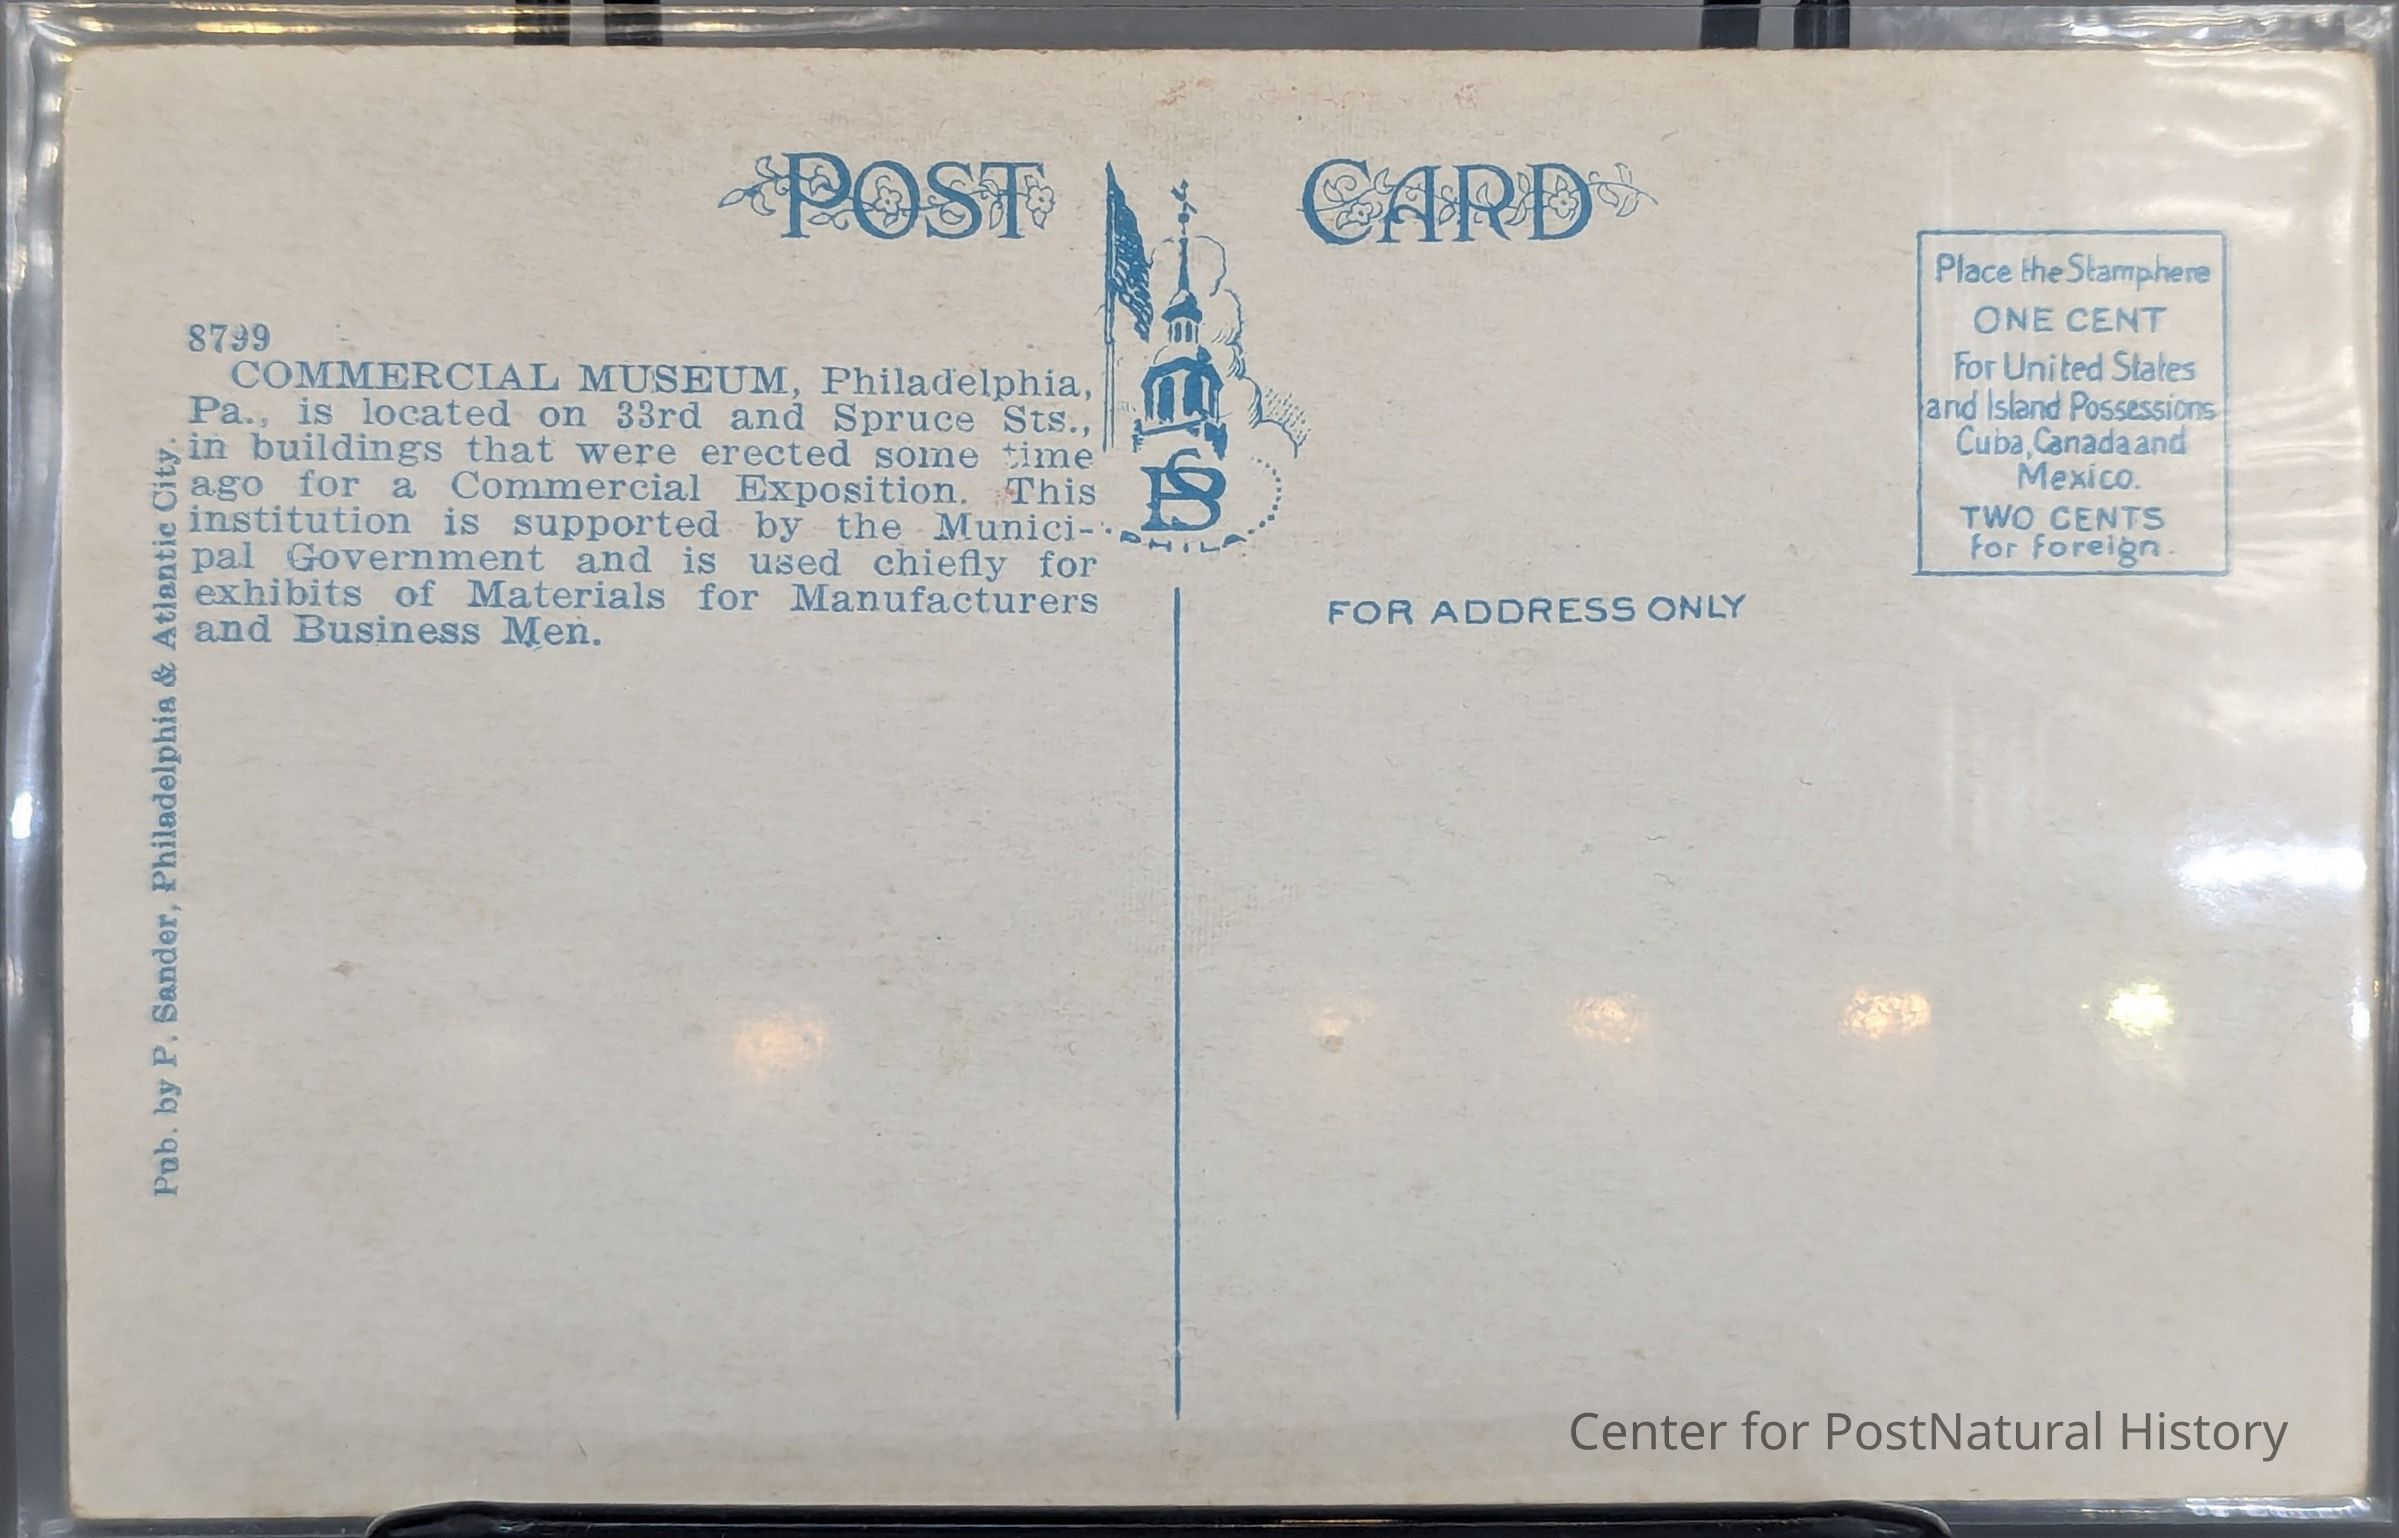 POST CARD
8799
COMMERCIAL MUSEUM, Philadelphia,
Pa., is located on 33rd and Spruce Sts.,
in buildings that were erected some time
ago for a Commercial Exposition. This
institution is supported by the Munici-
pal Government and is used chiefly for
exhibits of Materials for Manufacturers
and Business Men.
Pub. by P. Sander, Philadelphia & Atlantic City.
PS
PHILA
Place the Stamp here
ONE CENT
For United States
and Island Possessions
Cuba, Canada and
Mexico.
TWO CENTS
for foreign.
FOR ADDRESS ONLY
Center for PostNatural History